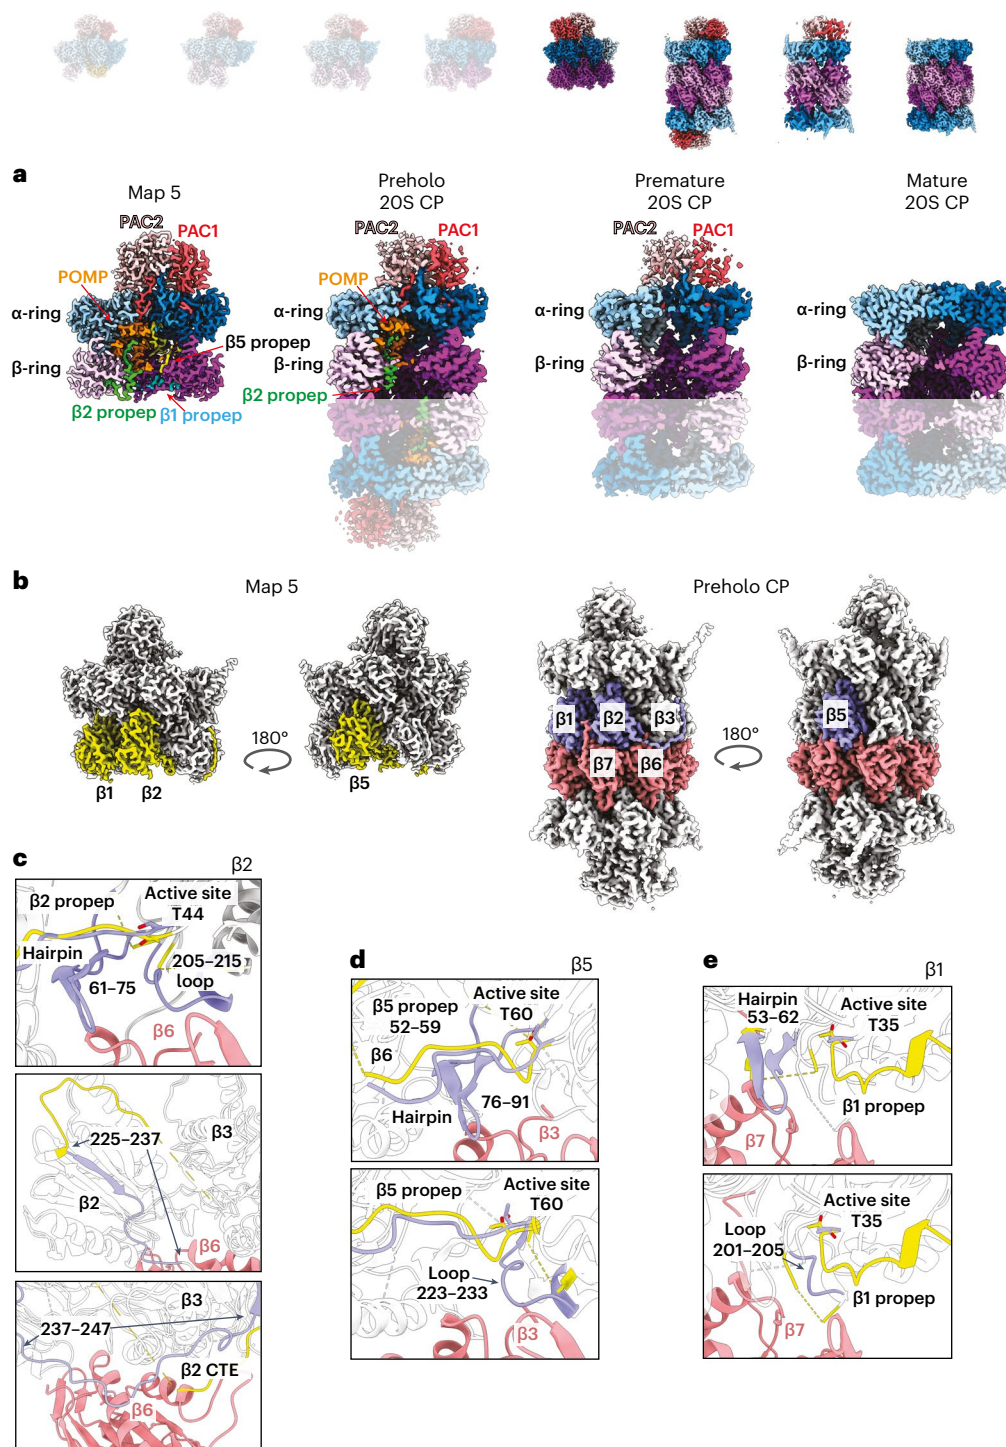 a
Map 5
Preholo
20S CP
Premature
20S CP
Mature
20S CP
PAC2
PAC1
POMP
α-ring
β-ring
β5 propep
β2 propep
β1 propep
PAC1
POMP
α-ring
β-ring
β2 propep
PAC2
PAC1
α-ring
β-ring
α-ring
β-ring
b
Map 5
Preholo CP
β1
β2
180°
β5
β1
β2
β3
β7
β6
180°
β5
c
β2
β2 propep
Active site
T44
Hairpin
61–75
205–215
loop
β6
225–237
β3
β2
β6
β3
237–247
β2 CTE
β6
d
β5
β5 propep
52–59
Active site
T60
β6
Hairpin
76–91
β3
β5 propep
Active site
T60
Loop
223–233
β3
e
β1
Hairpin
53–62
Active site
T35
β1 propep
β7
Active site
T35
Loop
201–205
β1 propep
β7